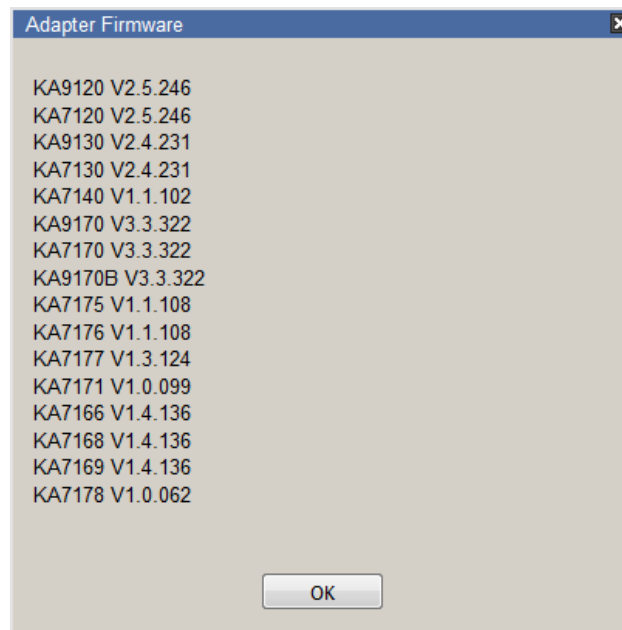 Adapter Firmware
KA9120 V2.5.246
KA7120 V2.5.246
KA9130 V2.4.231
KA7130 V2.4.231
KA7140 V1.1.102
KA9170 V3.3.322
KA7170 V3.3.322
KA9170B V3.3.322
KA7175 V1.1.108
KA7176 V1.1.108
KA7177 V1.3.124
KA7171 V1.0.099
KA7166 V1.4.136
KA7168 V1.4.136
KA7169 V1.4.136
KA7178 V1.0.062
OK